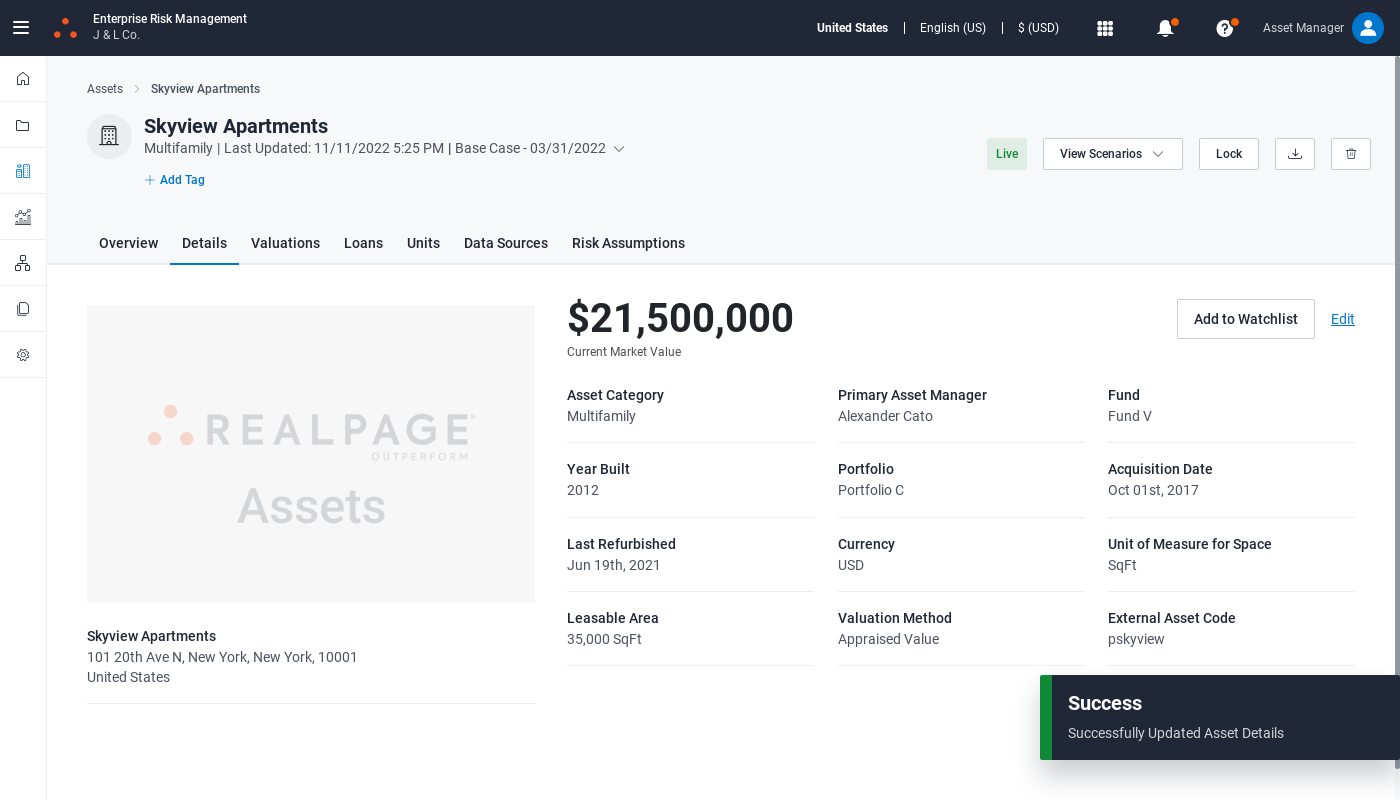 Enterprise Risk Management
J & L Co.
United States | English (US) | $ (USD)
Asset Manager
Assets > Skyview Apartments
Skyview Apartments
Multifamily | Last Updated: 11/11/2022 5:25 PM | Base Case - 03/31/2022
+ Add Tag
Live
View Scenarios
Lock
Overview Details Valuations Loans Units Data Sources Risk Assumptions
REALPAGE®
OUTPERFORM
Assets
Skyview Apartments
101 20th Ave N, New York, New York, 10001
United States
$21,500,000
Current Market Value
Add to Watchlist
Edit
Asset Category
Multifamily
Primary Asset Manager
Alexander Cato
Fund
Fund V
Year Built
2012
Portfolio
Portfolio C
Acquisition Date
Oct 01st, 2017
Last Refurbished
Jun 19th, 2021
Currency
USD
Unit of Measure for Space
SqFt
Leasable Area
35,000 SqFt
Valuation Method
Appraised Value
External Asset Code
pskyview
Success
Successfully Updated Asset Details